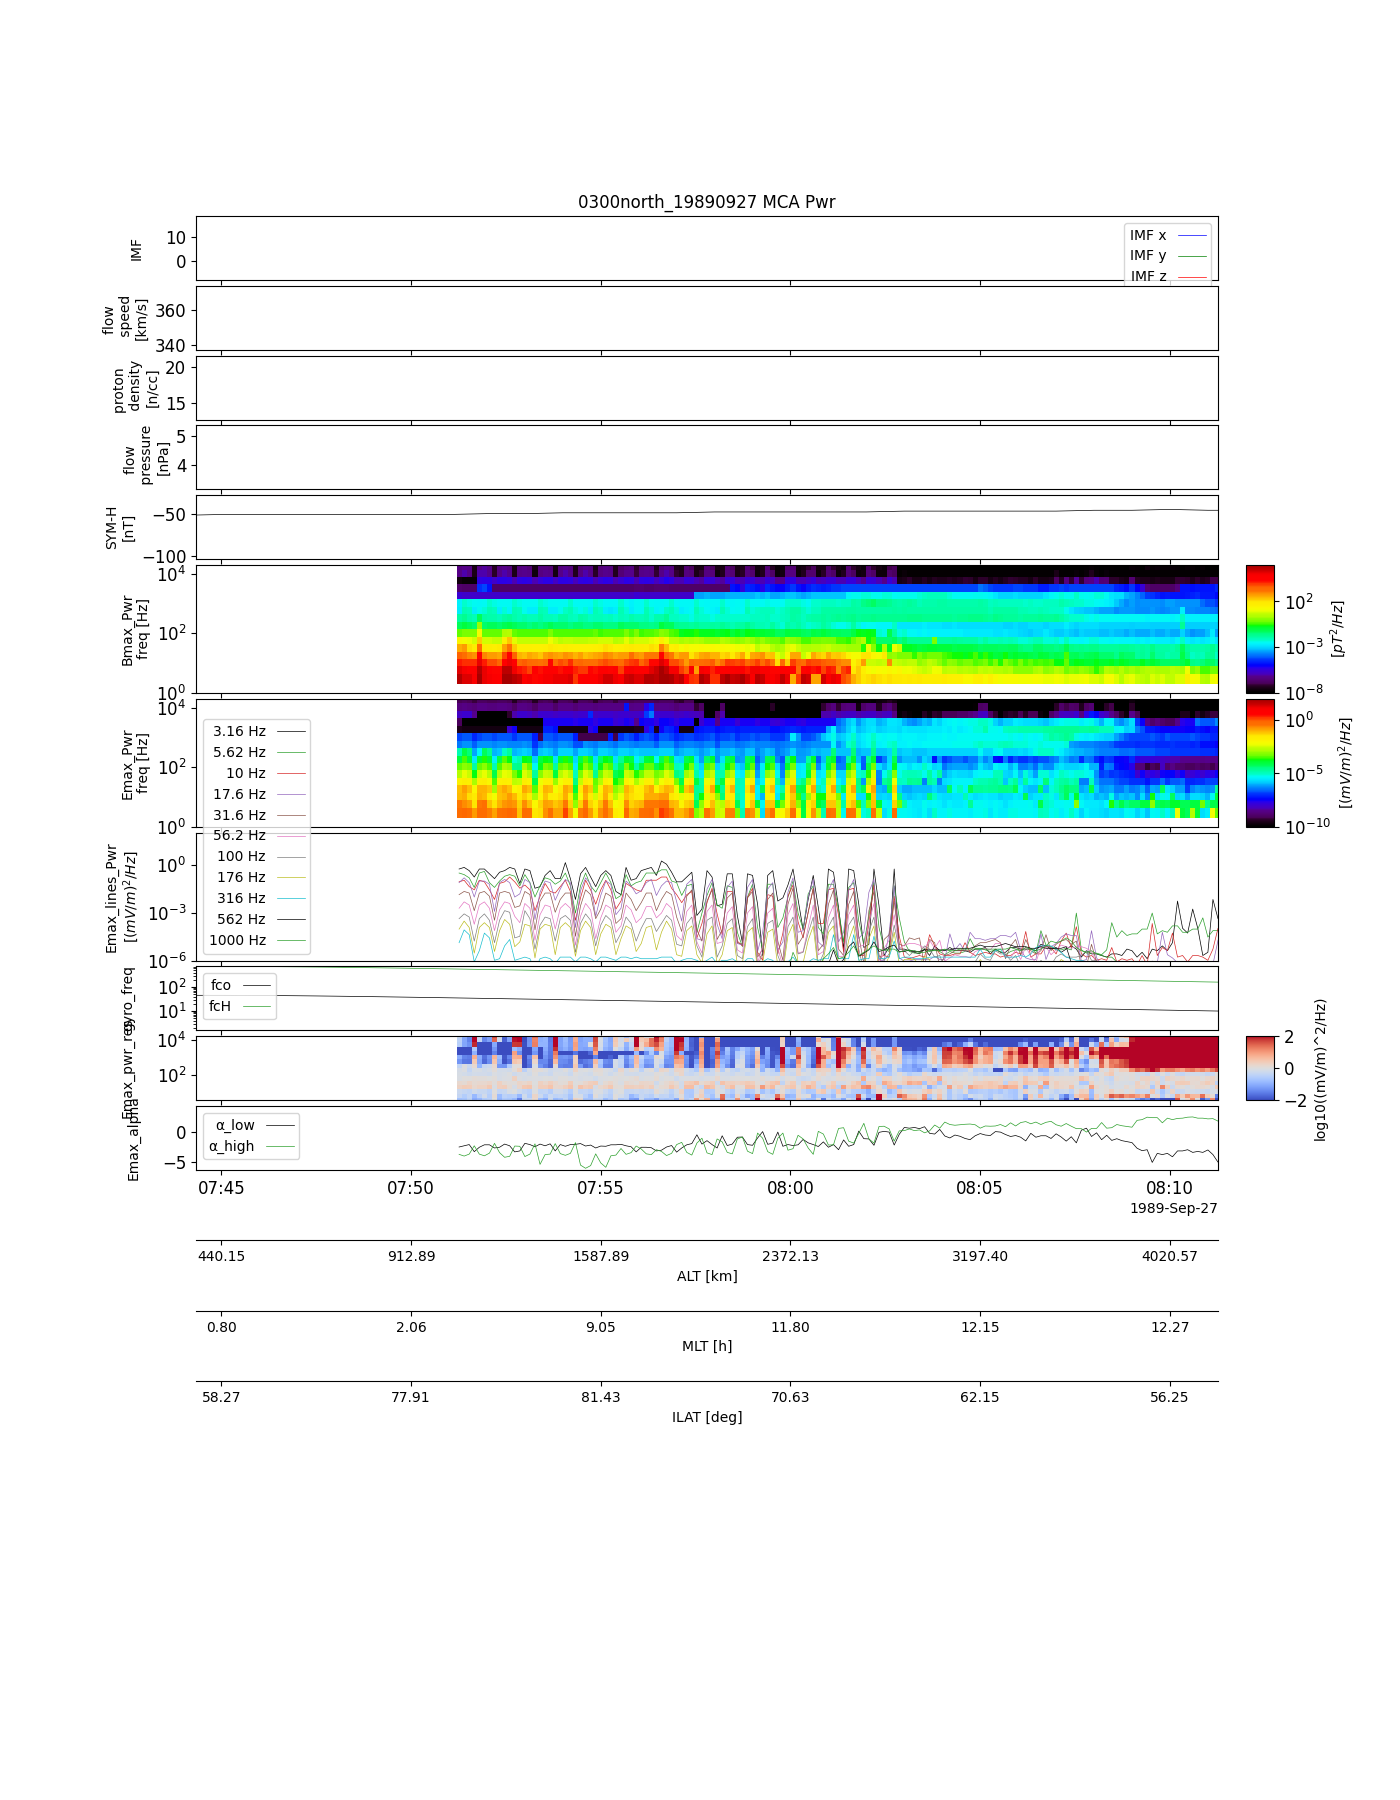 0300north_19890927 MCA Pwr
IMF
10
0
IMF x
IMF y
IMF z
flow
speed
[km/s]
360
340
proton
density
[n/cc]
20
15
flow
pressure
[nPa]
5
4
SYM-H
[nT]
−50
−100
Bmax_Pwr
freq [Hz]
10^4
10^2
10^0
10^2
10^−3
10^−8
[pT^2/Hz]
Emax_Pwr
freq [Hz]
10^4
10^2
10^0
10^0
10^−5
10^−10
[(mV/m)^2/Hz]
3.16 Hz
5.62 Hz
10 Hz
17.6 Hz
31.6 Hz
56.2 Hz
100 Hz
176 Hz
316 Hz
562 Hz
1000 Hz
Emax_lines_Pwr
[(mV/m)^2/Hz]
10^0
10^−3
10^−6
gyro_freq
10^2
10^1
fco
fcH
Emax_pwr_req
10^4
10^2
2
0
−2
log10((mV/m)^2/Hz)
Emax_alpha
0
−5
α_low
α_high
07:45 07:50 07:55 08:00 08:05 08:10
1989-Sep-27
440.15 912.89 1587.89 2372.13 3197.40 4020.57
ALT [km]
0.80 2.06 9.05 11.80 12.15 12.27
MLT [h]
58.27 77.91 81.43 70.63 62.15 56.25
ILAT [deg]